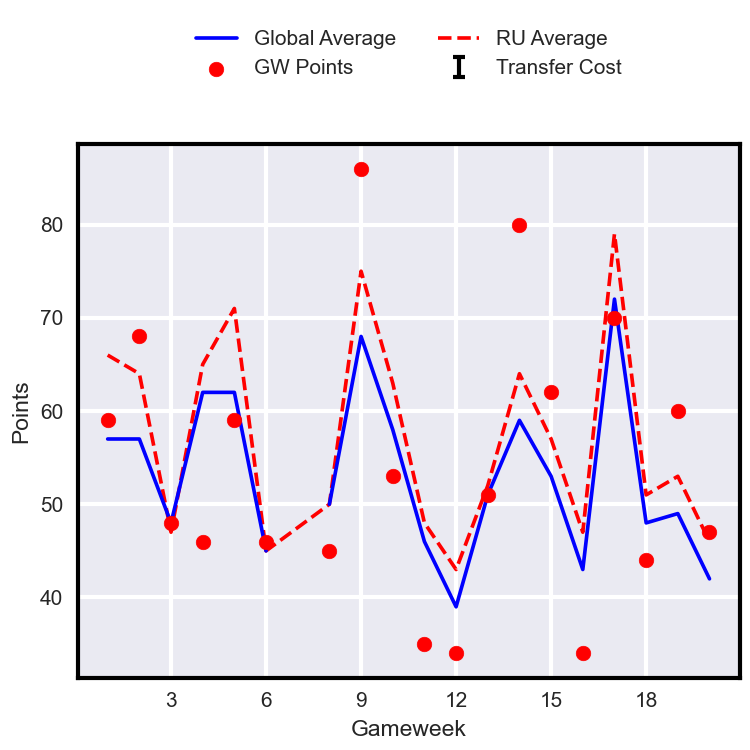 Global Average
RU Average
GW Points
Transfer Cost
80
70
60
50
40
Points
3
6
9
12
15
18
Gameweek